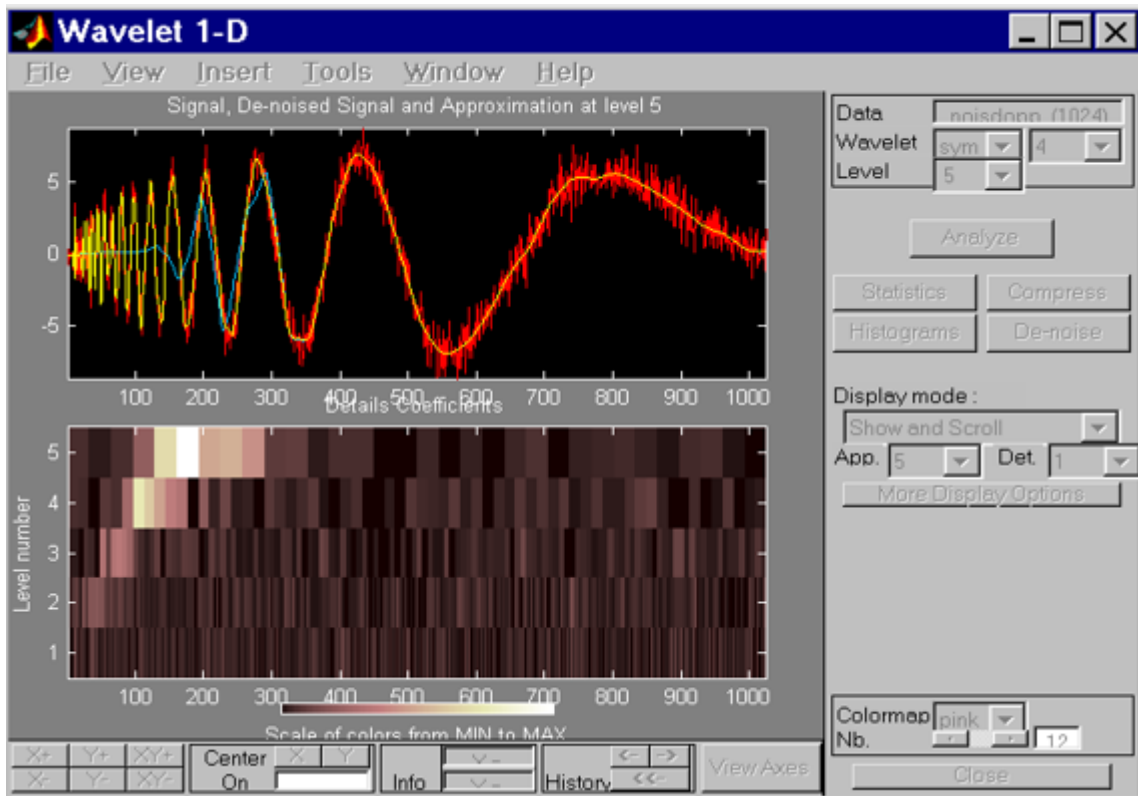 Wavelet 1-D
File View Insert Tools Window Help
Signal, De-noised Signal and Approximation at level 5
5
0
-5
100 200 300 400 500 600 700 800 900 1000
Details Coefficients
Level number
5
4
3
2
1
100 200 300 400 500 600 700 800 900 1000
Scale of colors from MIN to MAX
Data noisdopp (1024)
Wavelet sym 4
Level 5
Analyze
Statistics Compress
Histograms De-noise
Display mode :
Show and Scroll
App. 5 Det. 1
More Display Options
Colormap pink
Nb. 12
Close
X+ Y+ XY+
X- Y- XY-
Center X Y
On
Info
History <- ->
<<-
View Axes